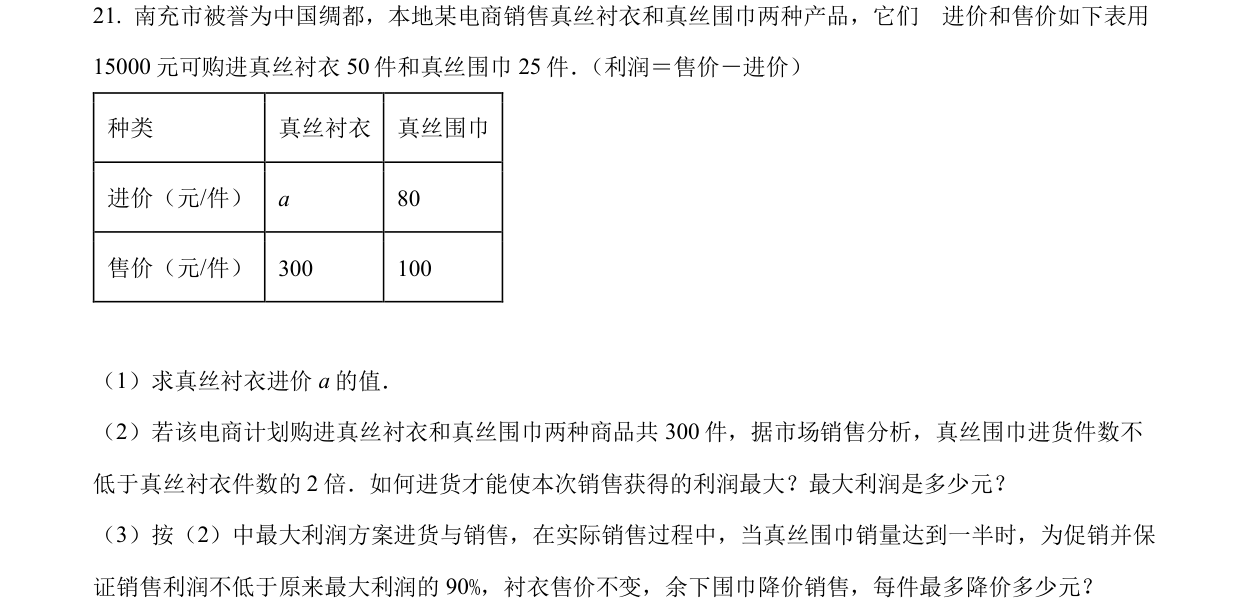 21. 南充市被誉为中国绸都，本地某电商销售真丝衬衣和真丝围巾两种产品，它们 进价和售价如下表用
15000 元可购进真丝衬衣 50 件和真丝围巾 25 件．（利润＝售价－进价）
种类 真丝衬衣 真丝围巾
进价（元/件） a 80
售价（元/件） 300 100
（1）求真丝衬衣进价 a 的值．
（2）若该电商计划购进真丝衬衣和真丝围巾两种商品共 300 件，据市场销售分析，真丝围巾进货件数不
低于真丝衬衣件数的 2 倍．如何进货才能使本次销售获得的利润最大？最大利润是多少元？
（3）按（2）中最大利润方案进货与销售，在实际销售过程中，当真丝围巾销量达到一半时，为促销并保
证销售利润不低于原来最大利润的 90%，衬衣售价不变，余下围巾降价销售，每件最多降价多少元？